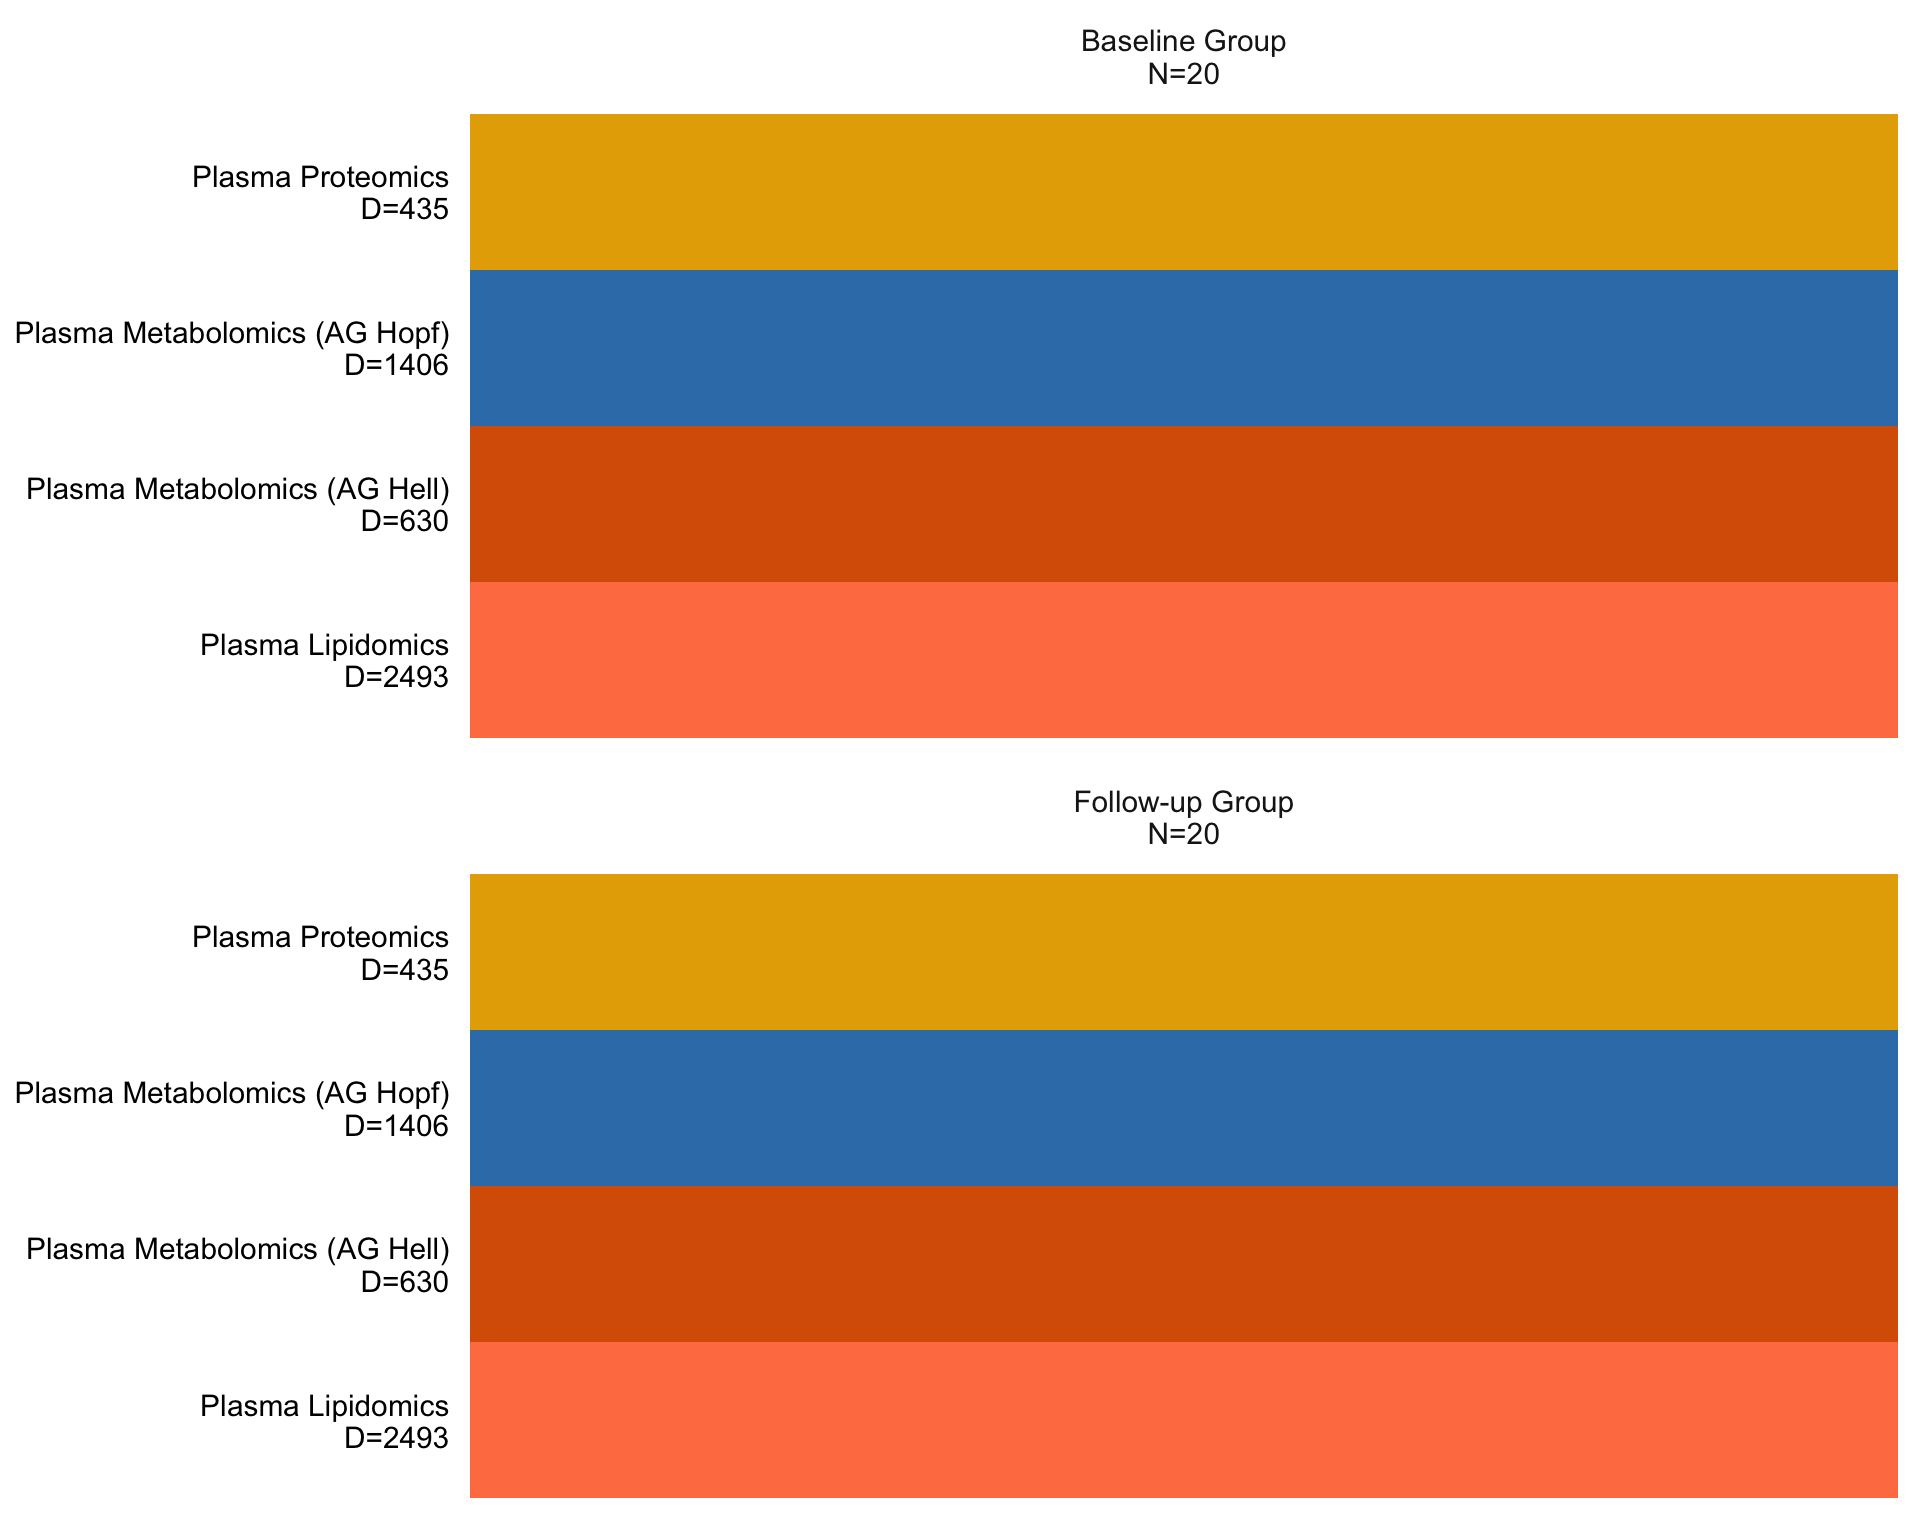 Baseline Group
N=20
Plasma Proteomics
D=435
Plasma Metabolomics (AG Hopf)
D=1406
Plasma Metabolomics (AG Hell)
D=630
Plasma Lipidomics
D=2493
Follow-up Group
N=20
Plasma Proteomics
D=435
Plasma Metabolomics (AG Hopf)
D=1406
Plasma Metabolomics (AG Hell)
D=630
Plasma Lipidomics
D=2493